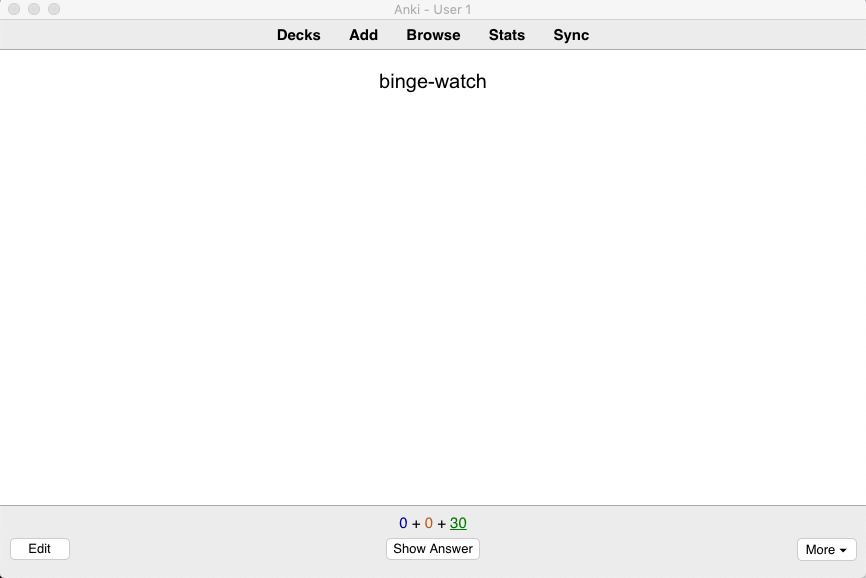 Anki - User 1
Decks Add Browse Stats Sync
binge-watch
0 + 0 + 30
Edit Show Answer More